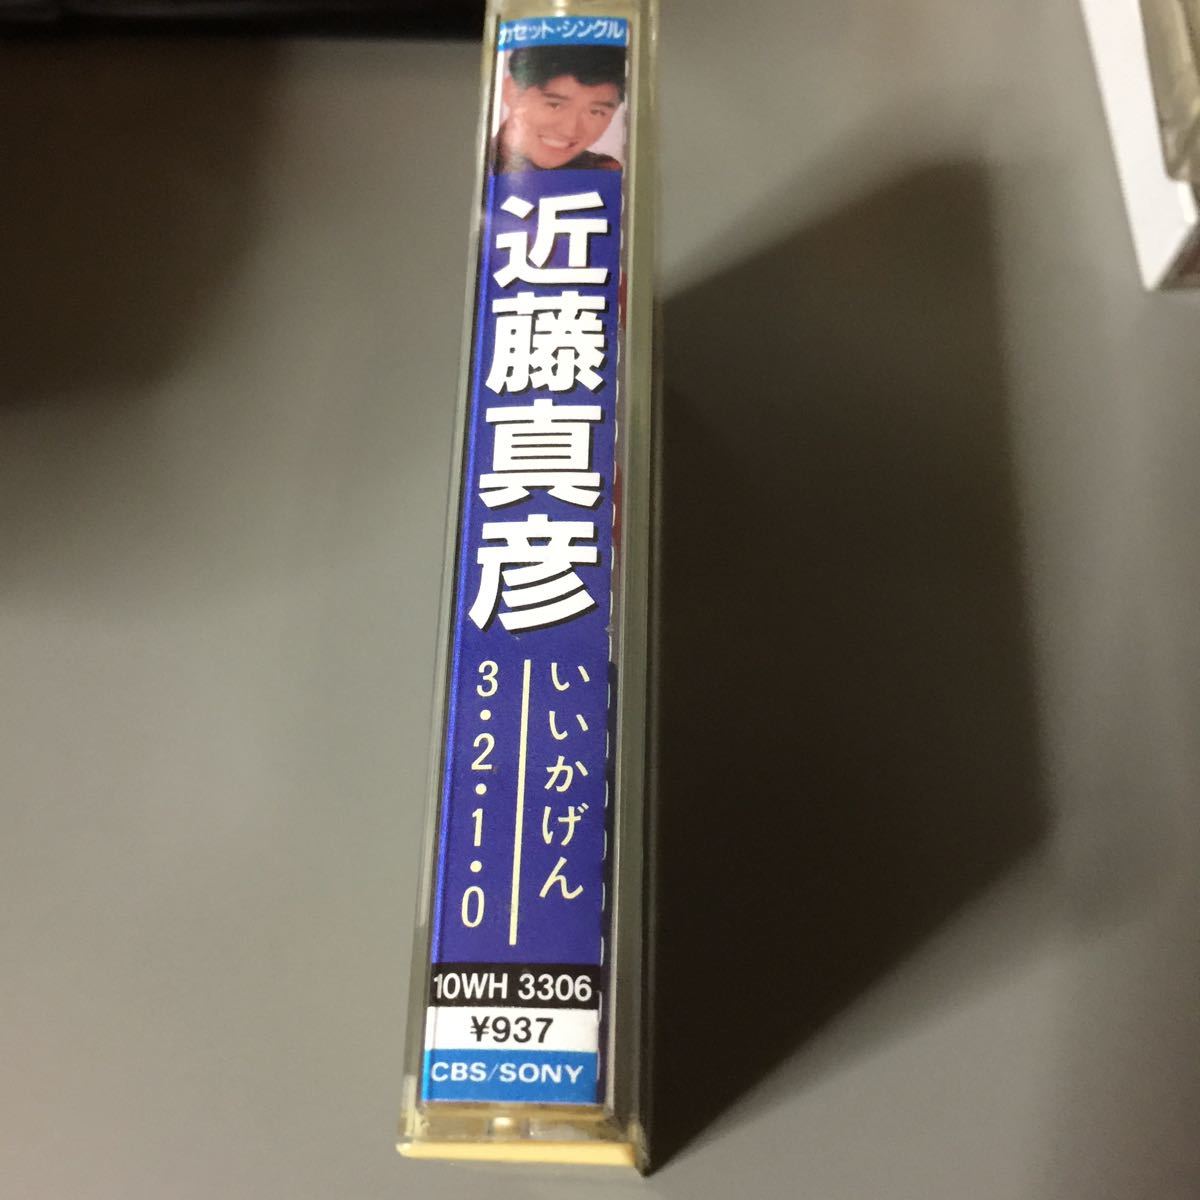 カセット・シングル
近藤真彦
いいかげん
3・2・1・0
10WH 3306
¥937
CBS/SONY